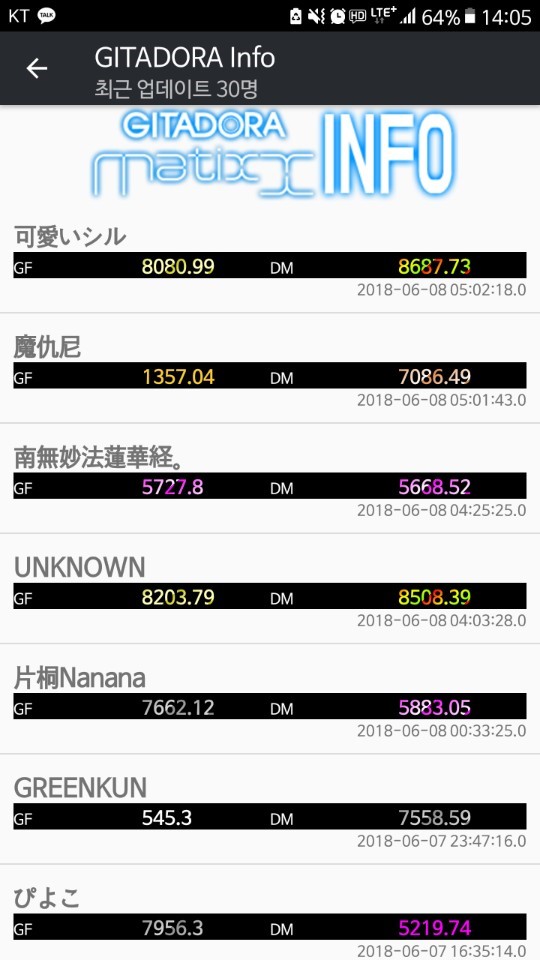 KT TALK HD LTE+ 64% 14:05
GITADORA Info
최근 업데이트 30명
GITADORA
matixx INFO
可愛いシル
GF 8080.99 DM 8687.73
2018-06-08 05:02:18.0
魔仇尼
GF 1357.04 DM 7086.49
2018-06-08 05:01:43.0
南無妙法蓮華経。
GF 5727.8 DM 5668.52
2018-06-08 04:25:25.0
UNKNOWN
GF 8203.79 DM 8508.39
2018-06-08 04:03:28.0
片桐Nanana
GF 7662.12 DM 5883.05
2018-06-08 00:33:25.0
GREENKUN
GF 545.3 DM 7558.59
2018-06-07 23:47:16.0
ぴよこ
GF 7956.3 DM 5219.74
2018-06-07 16:35:14.0